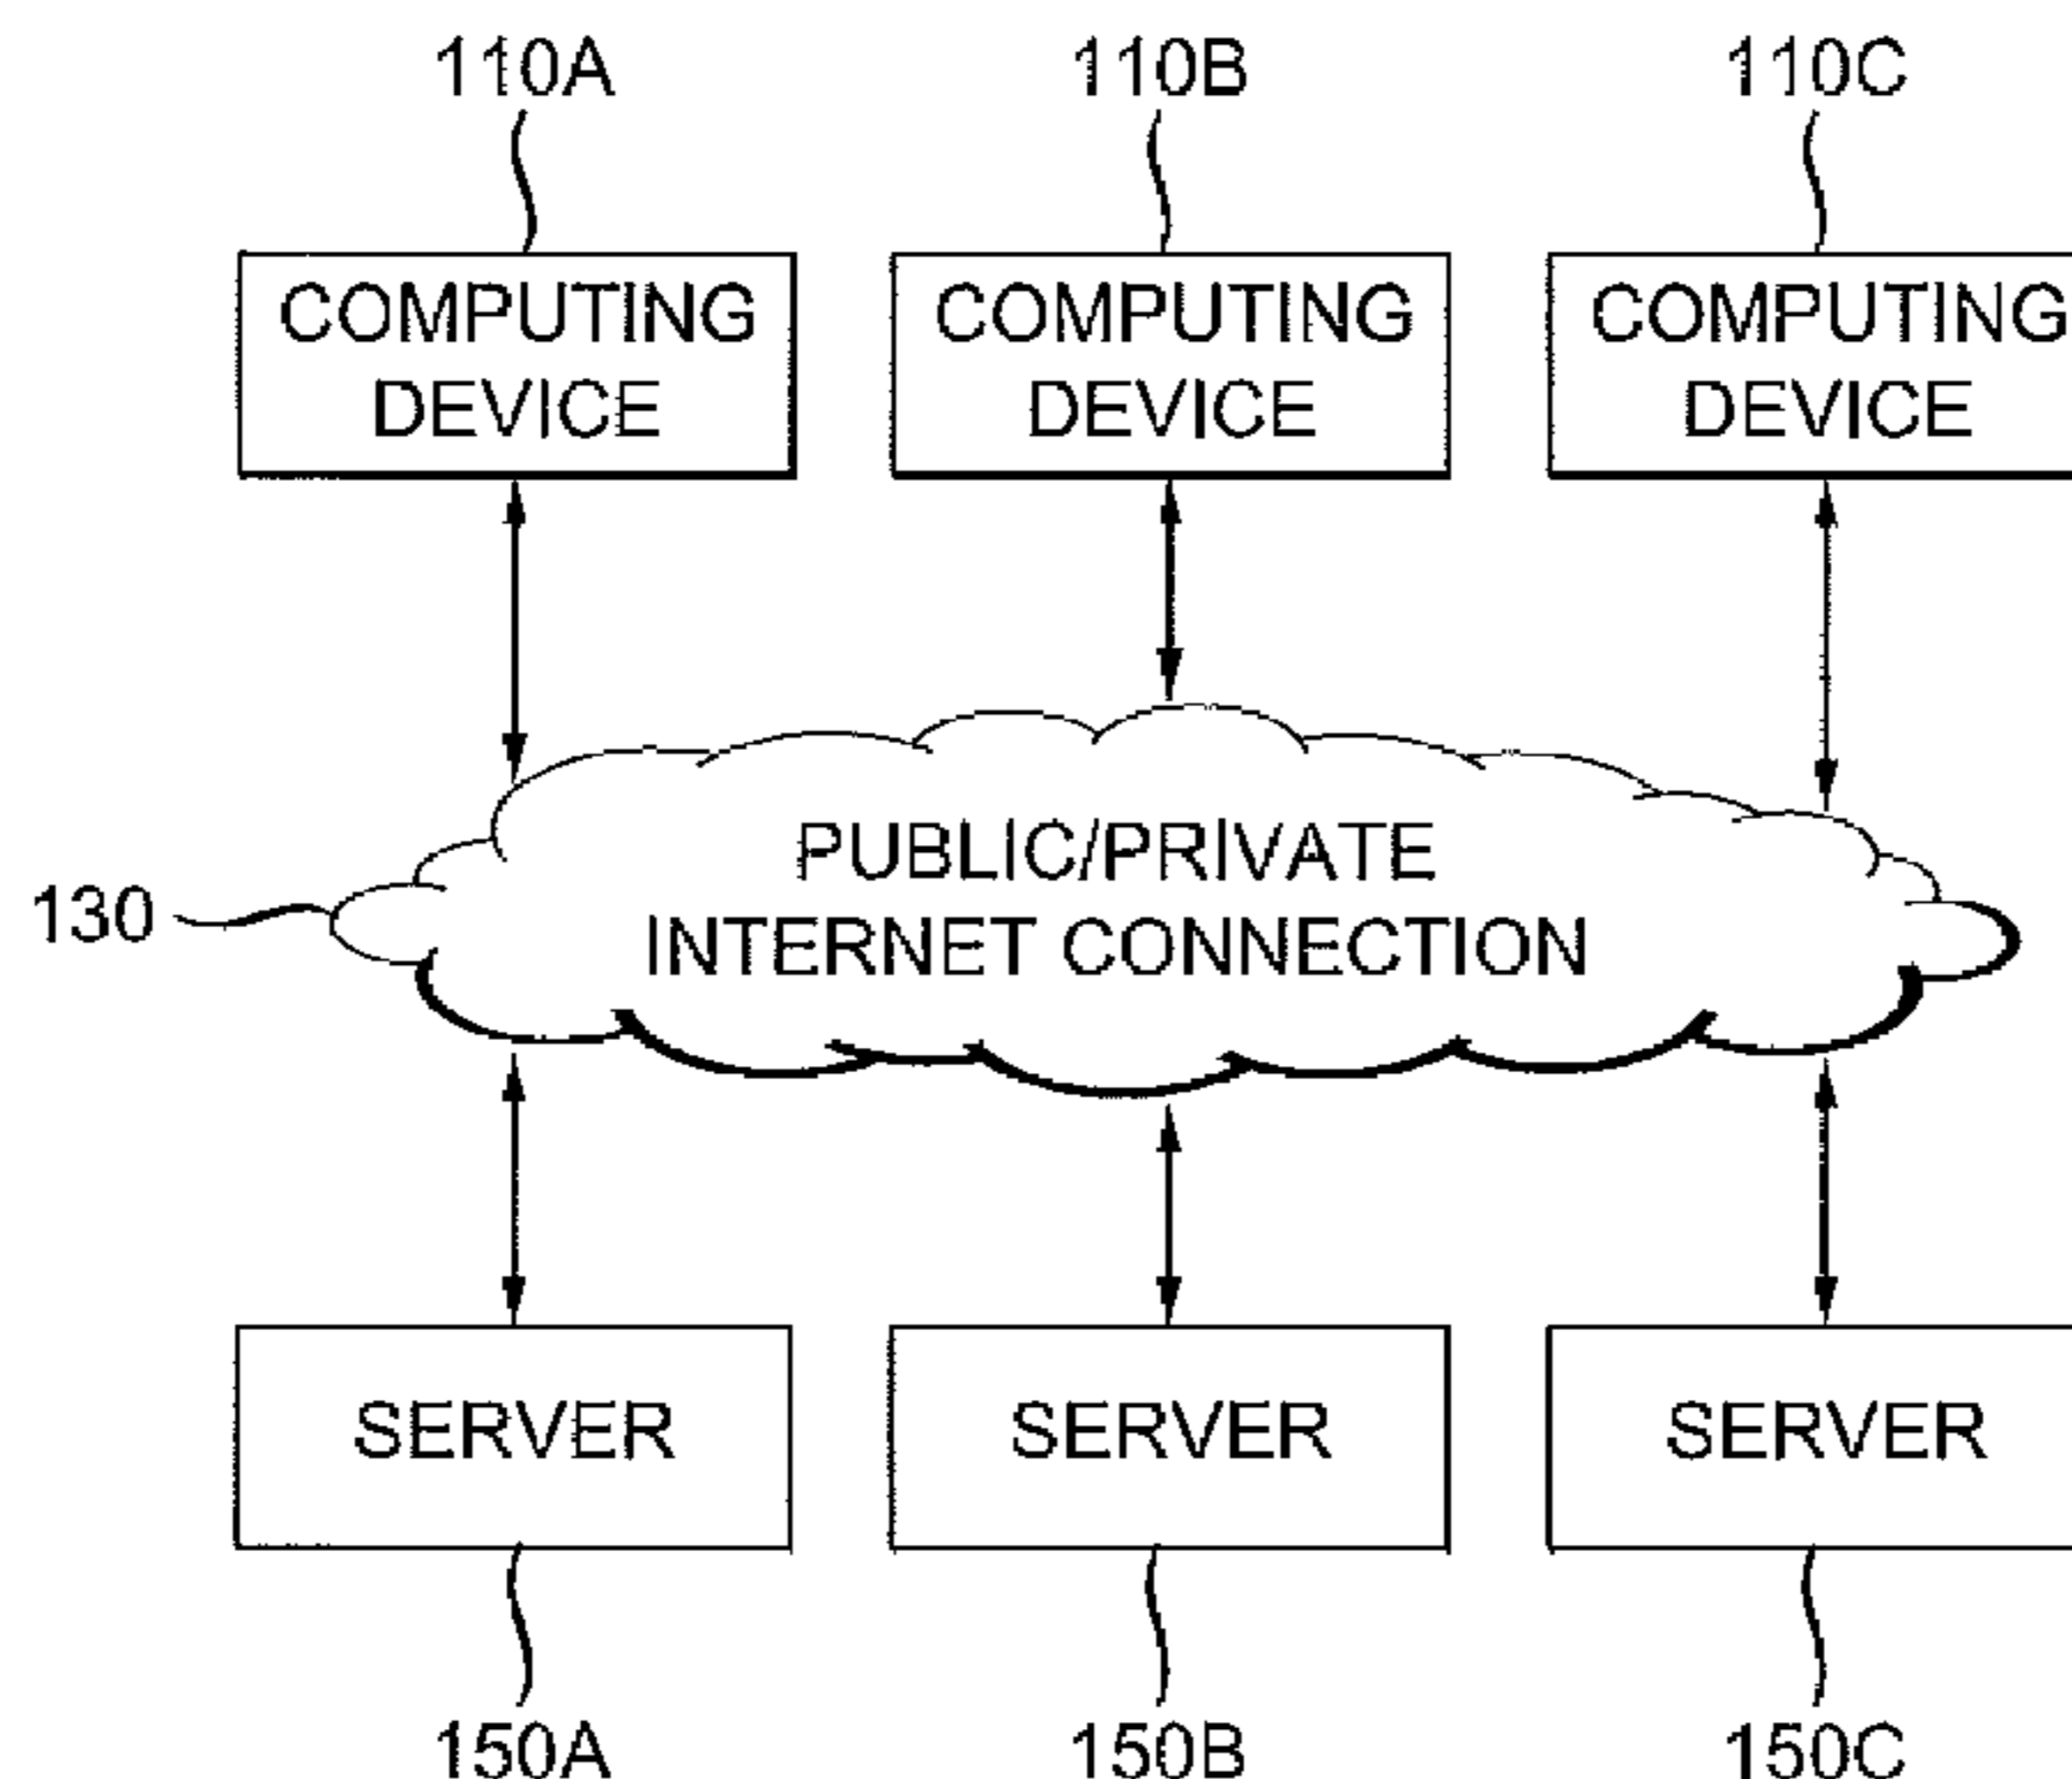 110A 110B 110C
COMPUTING DEVICE
COMPUTING DEVICE
COMPUTING DEVICE
PUBLIC/PRIVATE
INTERNET CONNECTION
130
SERVER SERVER SERVER
150A 150B 150C